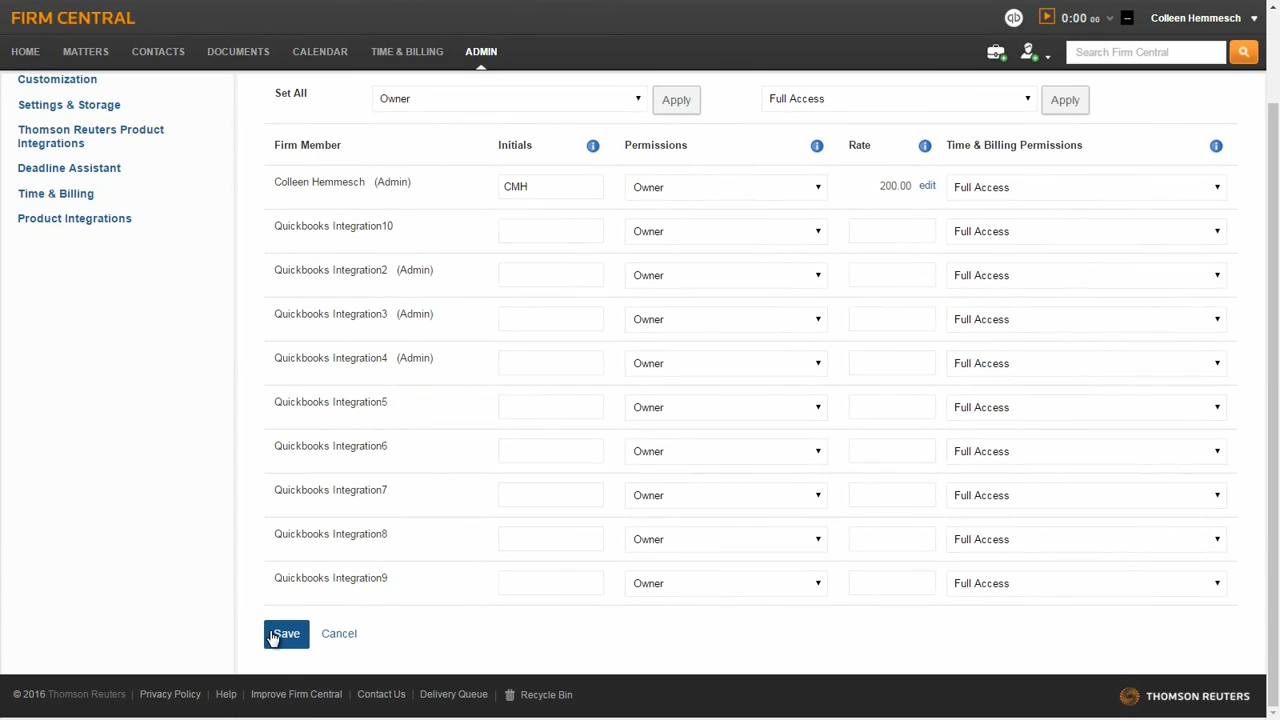 FIRM CENTRAL
qb
0:00 00
Colleen Hemmesch
HOME MATTERS CONTACTS DOCUMENTS CALENDAR TIME & BILLING ADMIN
Search Firm Central
Customization
Settings & Storage
Thomson Reuters Product
Integrations
Deadline Assistant
Time & Billing
Product Integrations
Set All Owner Apply Full Access Apply
Firm Member Initials Permissions Rate Time & Billing Permissions
Colleen Hemmesch (Admin) CMH Owner 200.00 edit Full Access
Quickbooks Integration10 Owner Full Access
Quickbooks Integration2 (Admin) Owner Full Access
Quickbooks Integration3 (Admin) Owner Full Access
Quickbooks Integration4 (Admin) Owner Full Access
Quickbooks Integration5 Owner Full Access
Quickbooks Integration6 Owner Full Access
Quickbooks Integration7 Owner Full Access
Quickbooks Integration8 Owner Full Access
Quickbooks Integration9 Owner Full Access
Save Cancel
© 2016 Thomson Reuters Privacy Policy Help Improve Firm Central Contact Us Delivery Queue Recycle Bin
THOMSON REUTERS